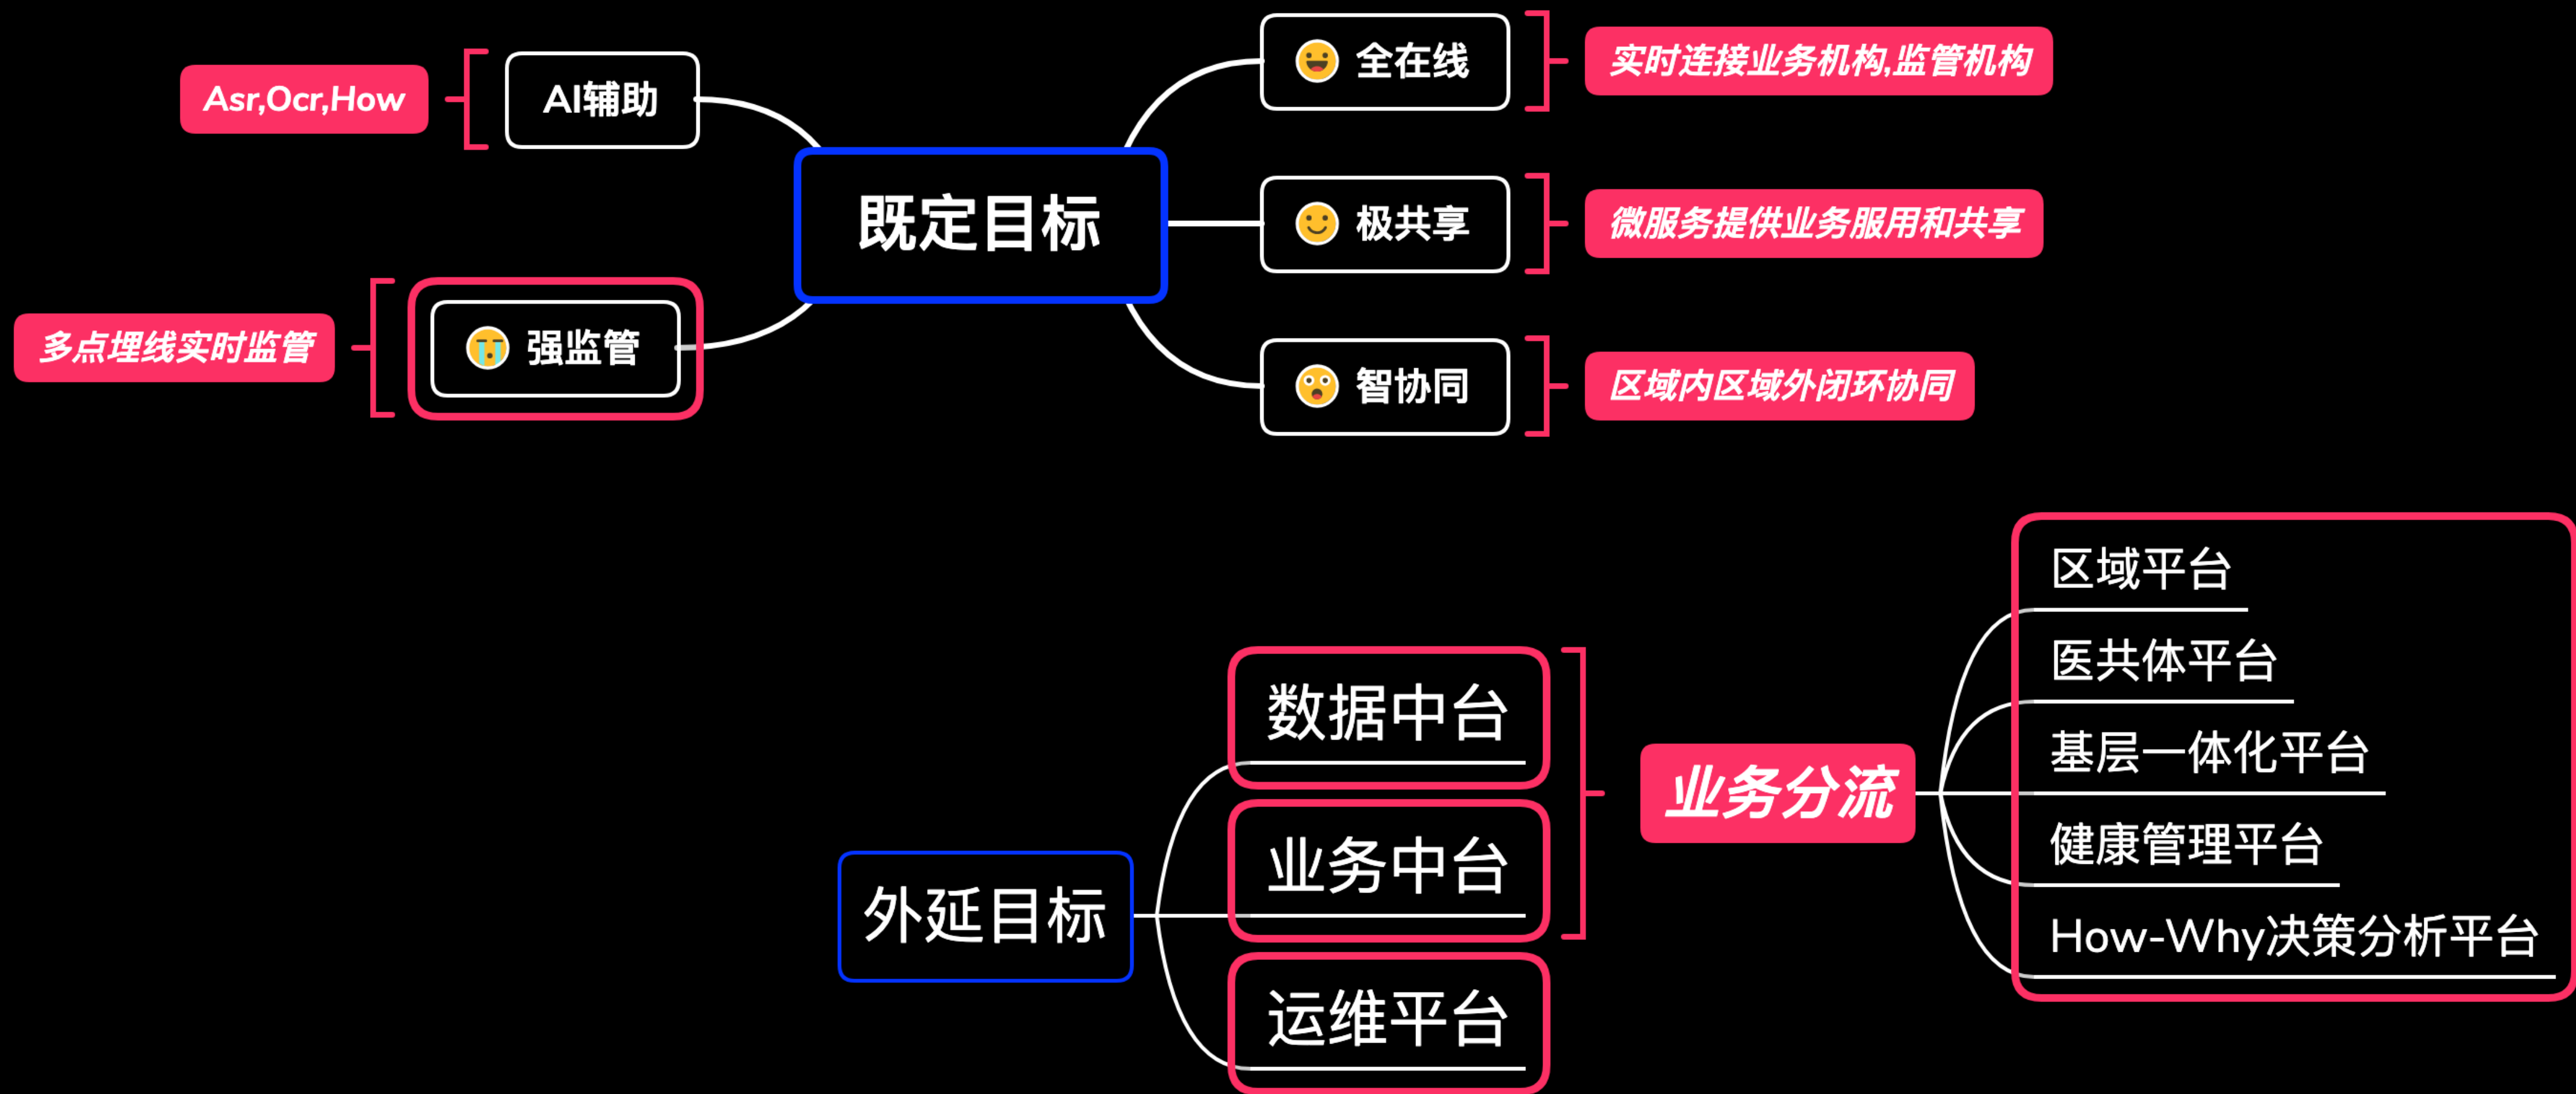 Asr,Ocr,How
AI辅助
多点埋线实时监管
强监管
既定目标
全在线
实时连接业务机构,监管机构
极共享
微服务提供业务服用和共享
智协同
区域内区域外闭环协同
外延目标
数据中台
业务中台
运维平台
业务分流
区域平台
医共体平台
基层一体化平台
健康管理平台
How-Why决策分析平台